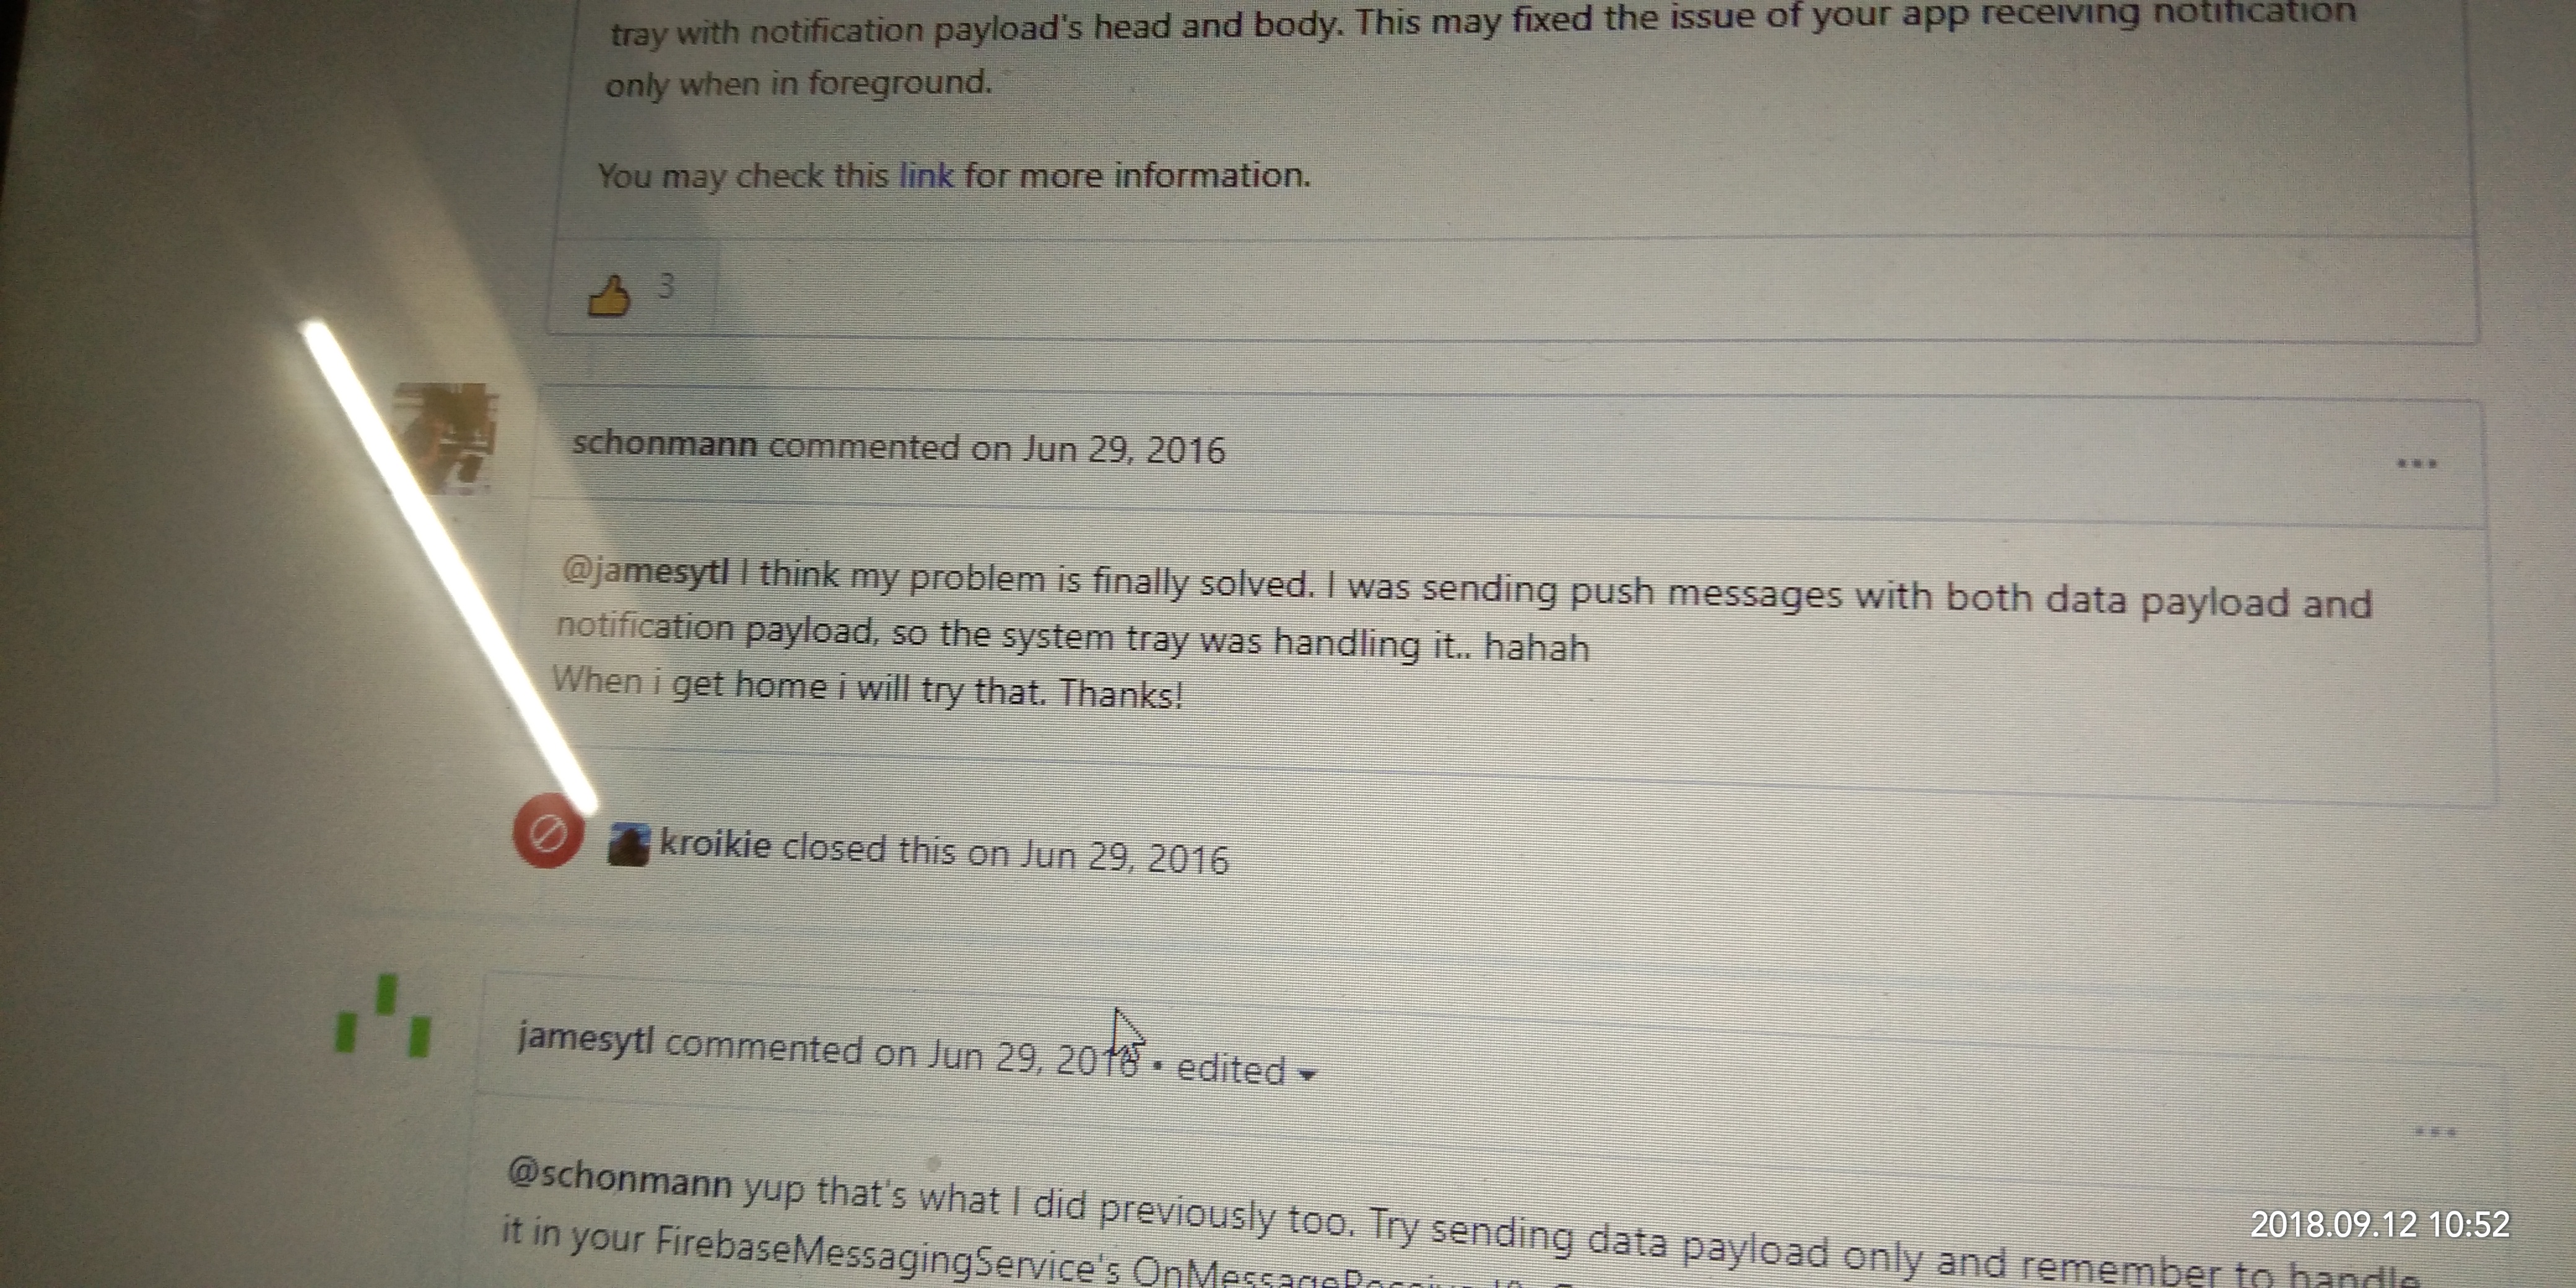 tray with notification payload's head and body. This may fixed the issue of your app receiving notification
only when in foreground.
You may check this link for more information.
3
schonmann commented on Jun 29, 2016
@jamesytl I think my problem is finally solved. I was sending push messages with both data payload and
notification payload, so the system tray was handling it.. hahah
When i get home i will try that. Thanks!
kroikie closed this on Jun 29, 2016
jamesytl commented on Jun 29, 2016 • edited
@schonmann yup that's what I did previously too. Try sending data payload only and remember to handle
it in your FirebaseMessagingService's
2018.09.12 10:52